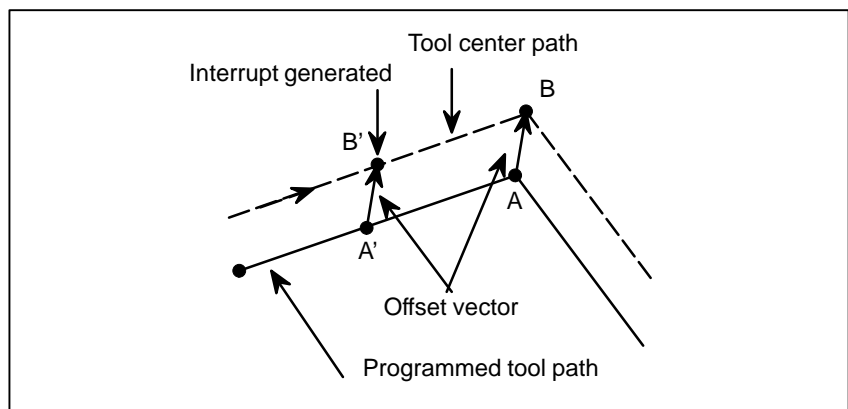 Tool center path
Interrupt generated
B
B’
A
A’
Offset vector
Programmed tool path